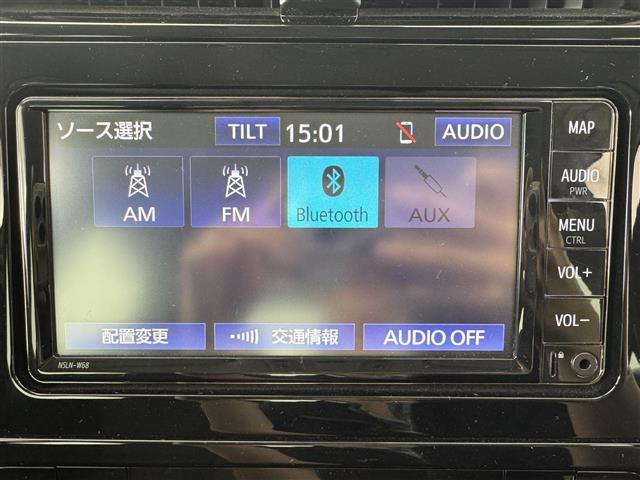 ソース選択 TILT 15:01 AUDIO
AM FM Bluetooth AUX
配置変更 交通情報 AUDIO OFF
NSLN-W68
MAP
AUDIO
PWR
MENU
CTRL
VOL+
VOL−